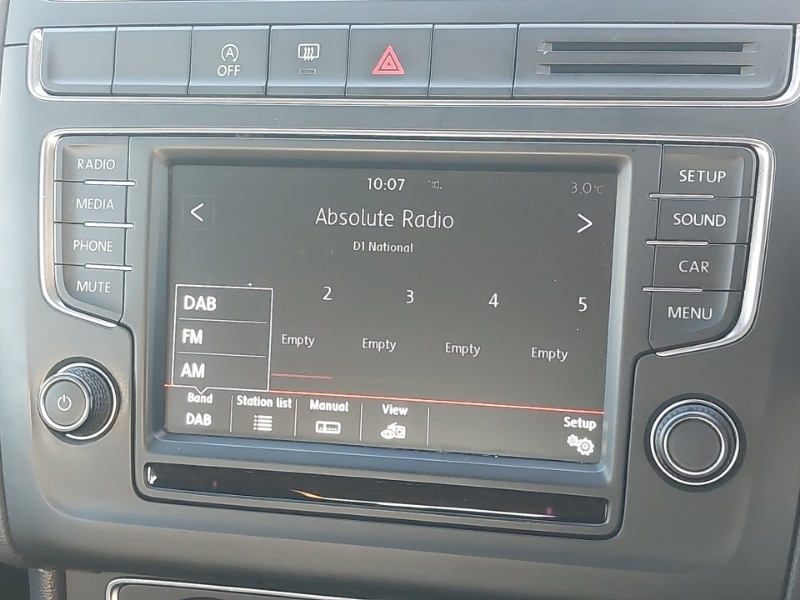 A
OFF
RADIO
MEDIA
PHONE
MUTE
10:07
3.0°C
Absolute Radio
D1 National
< >
1 2 3 4 5
Empty Empty Empty Empty
DAB
FM
AM
Band Station list Manual View Setup
DAB
SETUP
SOUND
CAR
MENU